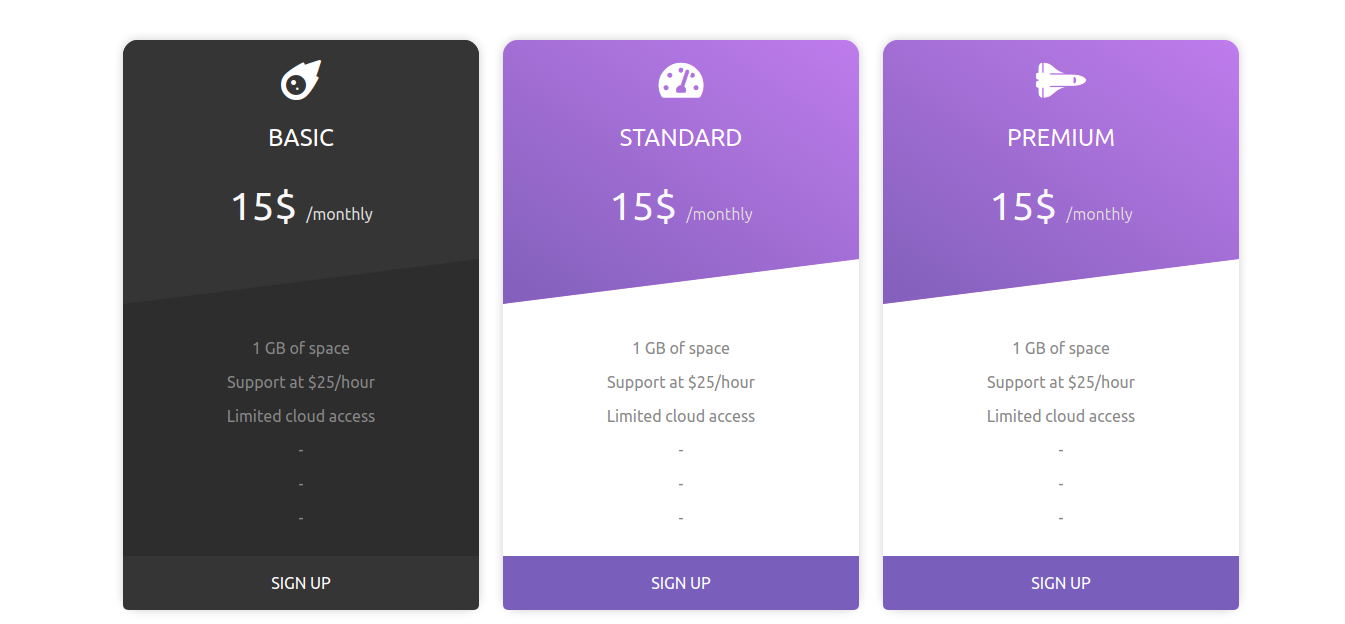 BASIC
15$ /monthly
1 GB of space
Support at $25/hour
Limited cloud access
-
-
-
SIGN UP
STANDARD
15$ /monthly
1 GB of space
Support at $25/hour
Limited cloud access
-
-
-
SIGN UP
PREMIUM
15$ /monthly
1 GB of space
Support at $25/hour
Limited cloud access
-
-
-
SIGN UP